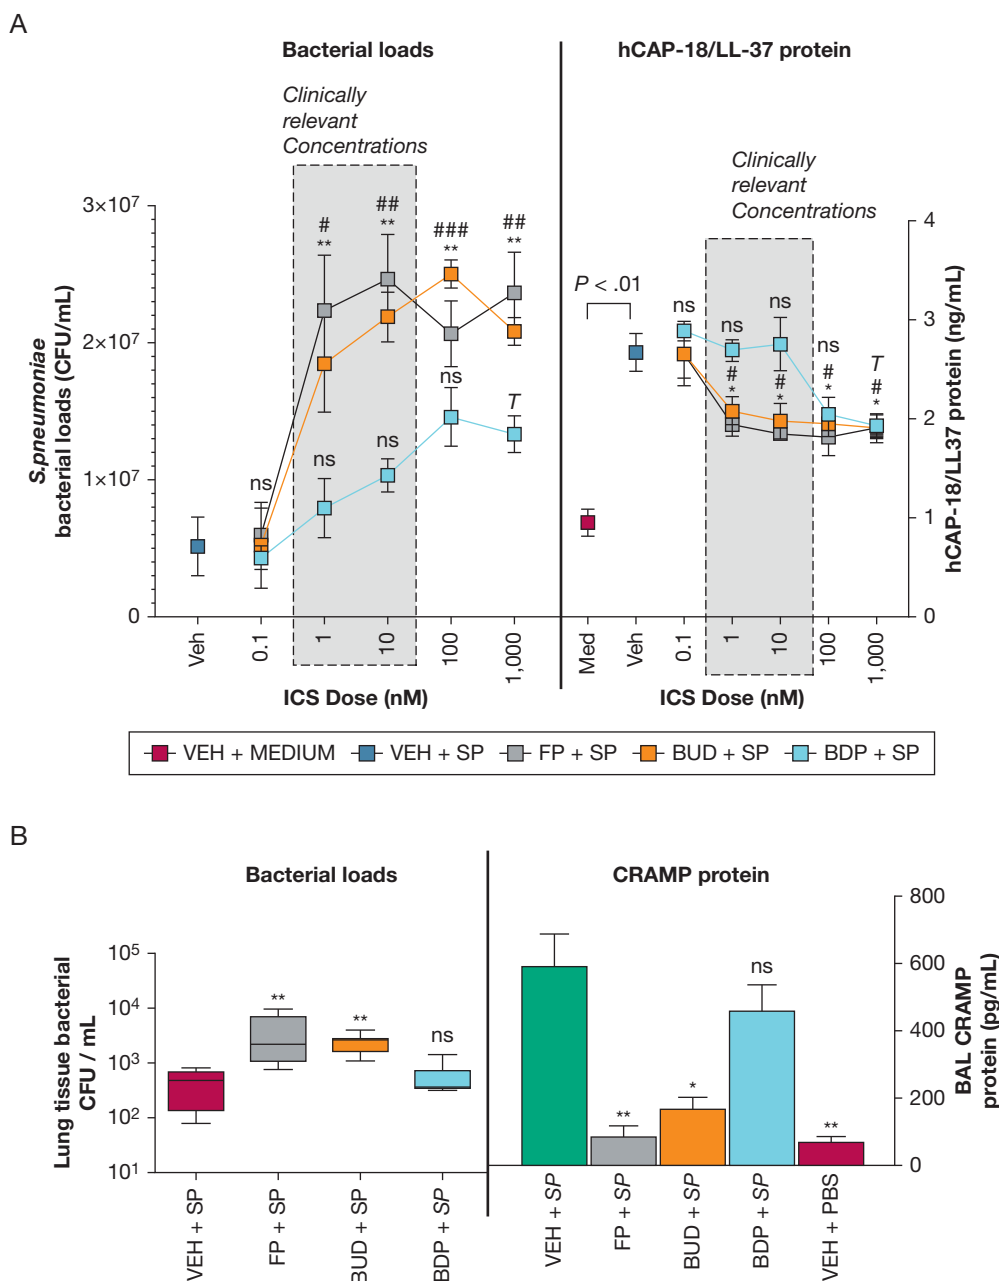 A
Bacterial loads
hCAP-18/LL-37 protein
Clinically
relevant
Concentrations
Clinically
relevant
Concentrations
S.pneumoniae
bacterial loads (CFU/mL)
3×10⁷
2×10⁷
1×10⁷
0
ns
#
**
ns
##
**
ns
###
**
ns
##
**
T
P < .01
ns
ns
#
*
ns
#
*
ns
#
*
T
#
*
4
3
2
1
0
hCAP-18/LL37 protein (ng/mL)
Veh
0.1
1
10
100
1,000
Med
Veh
0.1
1
10
100
1,000
ICS Dose (nM)
ICS Dose (nM)
VEH + MEDIUM
VEH + SP
FP + SP
BUD + SP
BDP + SP
B
Bacterial loads
CRAMP protein
Lung tissue bacterial
CFU / mL
10⁵
10⁴
10³
10²
10¹
**
**
ns
**
*
ns
**
800
600
400
200
0
BAL CRAMP
protein (pg/mL)
VEH + SP
FP + SP
BUD + SP
BDP + SP
VEH + SP
FP + SP
BUD + SP
BDP + SP
VEH + PBS